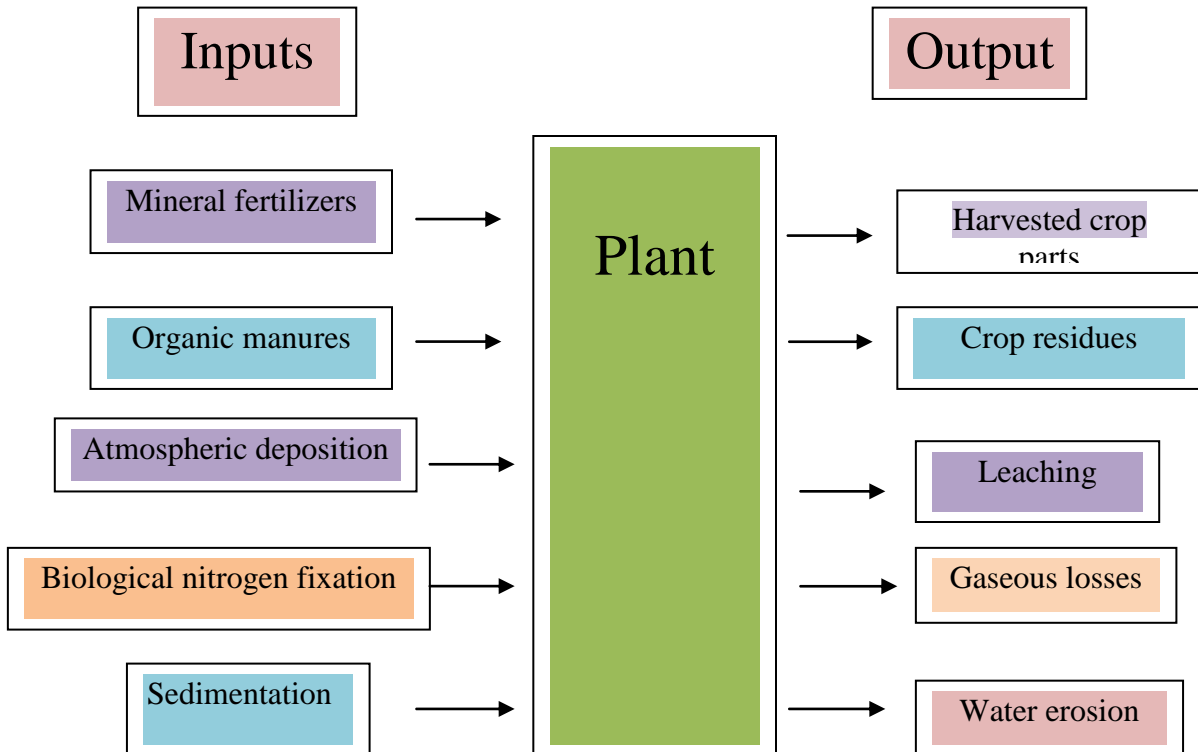 Inputs
Output
Mineral fertilizers
Organic manures
Atmospheric deposition
Biological nitrogen fixation
Sedimentation
Plant
Harvested crop
parts
Crop residues
Leaching
Gaseous losses
Water erosion